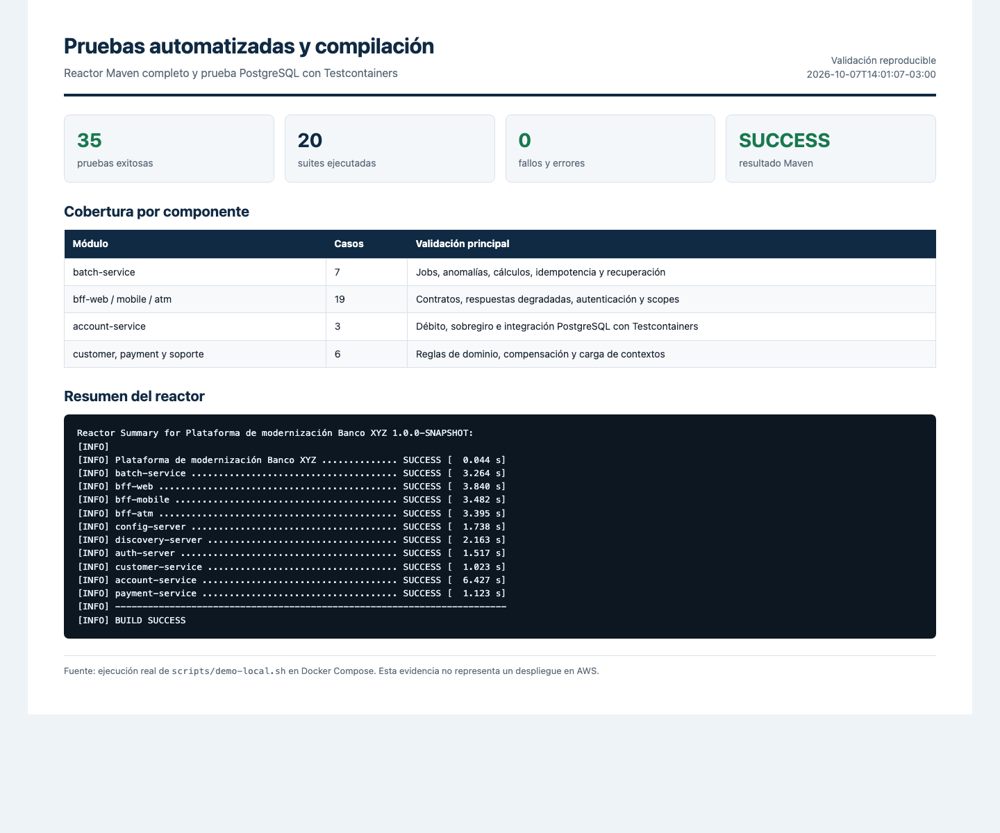 Pruebas automatizadas y compilación
Reactor Maven completo y prueba PostgreSQL con Testcontainers
Validación reproducible
2026-10-07T14:01:07-03:00
35
pruebas exitosas
20
suites ejecutadas
0
fallos y errores
SUCCESS
resultado Maven
Cobertura por componente
Módulo Casos Validación principal
batch-service 7 Jobs, anomalías, cálculos, idempotencia y recuperación
bff-web / mobile / atm 19 Contratos, respuestas degradadas, autenticación y scopes
account-service 3 Débito, sobregiro e integración PostgreSQL con Testcontainers
customer, payment y soporte 6 Reglas de dominio, compensación y carga de contextos
Resumen del reactor
Reactor Summary for Plataforma de modernización Banco XYZ 1.0.0-SNAPSHOT:
[INFO]
[INFO] Plataforma de modernización Banco XYZ .............. SUCCESS [  0.044 s]
[INFO] batch-service ...................................... SUCCESS [  3.264 s]
[INFO] bff-web ............................................ SUCCESS [  3.840 s]
[INFO] bff-mobile ......................................... SUCCESS [  3.482 s]
[INFO] bff-atm ............................................ SUCCESS [  3.395 s]
[INFO] config-server ...................................... SUCCESS [  1.738 s]
[INFO] discovery-server ................................... SUCCESS [  2.163 s]
[INFO] auth-server ........................................ SUCCESS [  1.517 s]
[INFO] customer-service ................................... SUCCESS [  1.023 s]
[INFO] account-service .................................... SUCCESS [  6.427 s]
[INFO] payment-service .................................... SUCCESS [  1.123 s]
[INFO] ------------------------------------------------------------------------
[INFO] BUILD SUCCESS
Fuente: ejecución real de scripts/demo-local.sh en Docker Compose. Esta evidencia no representa un despliegue en AWS.